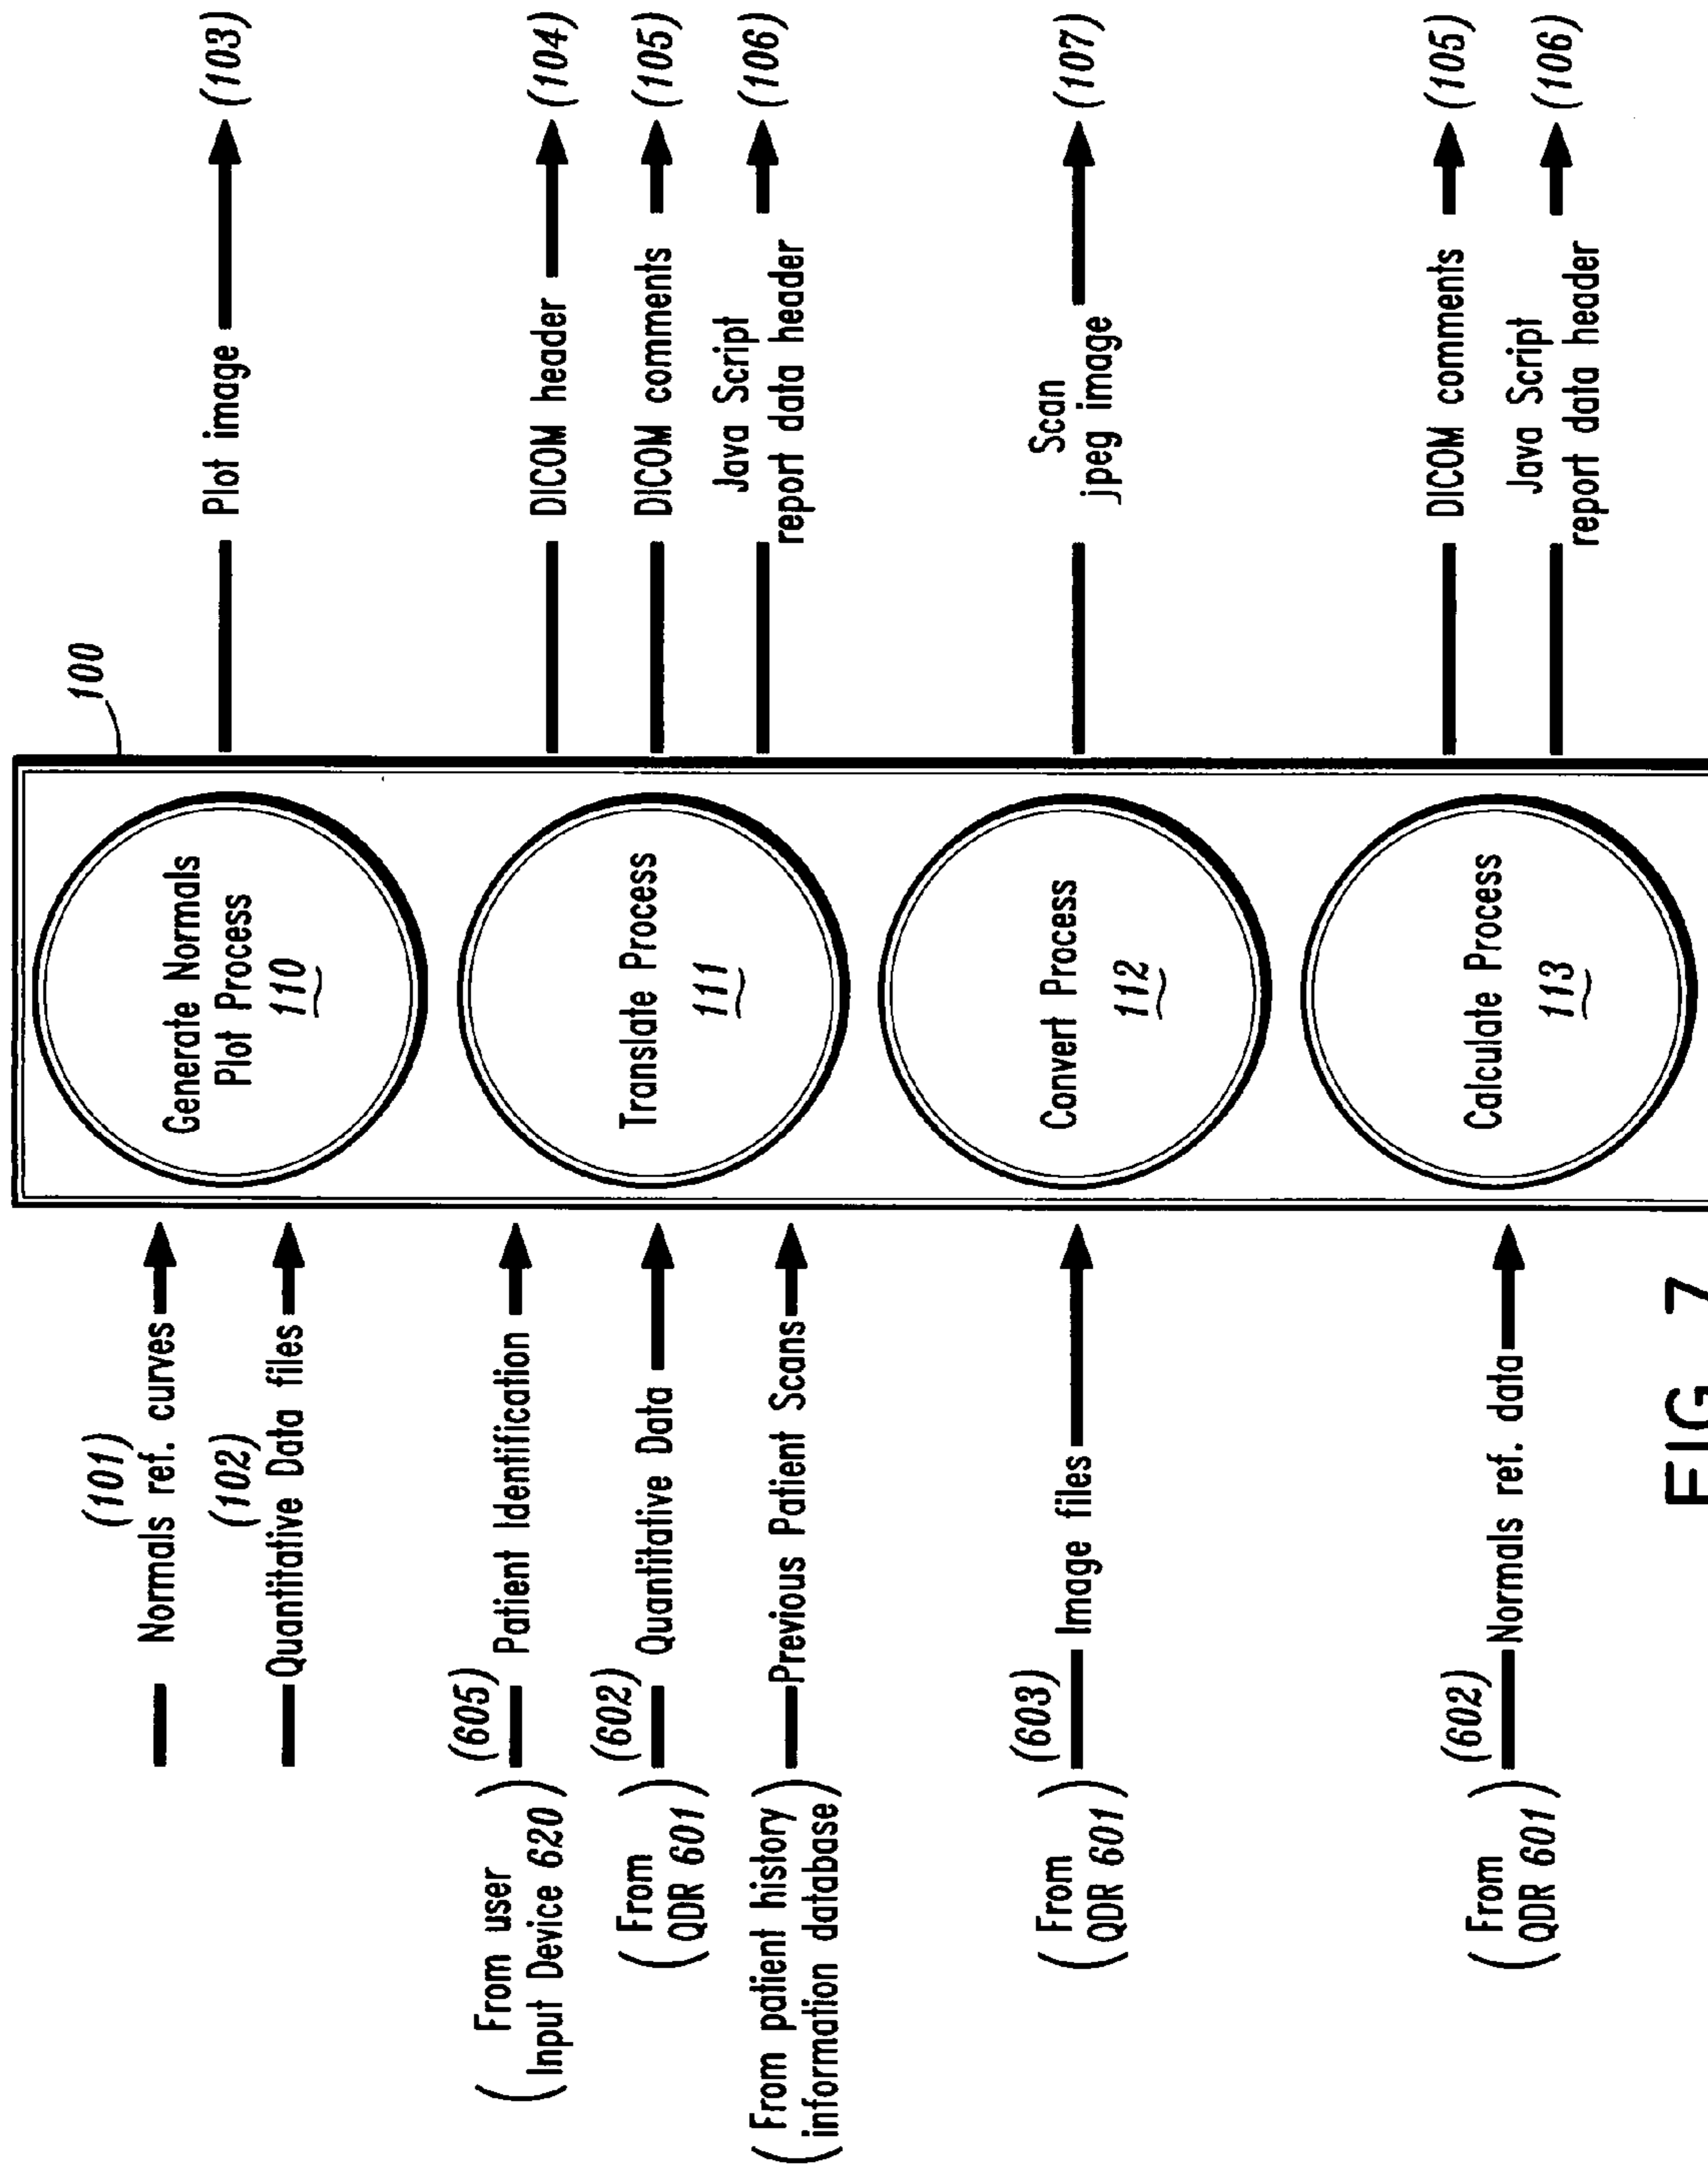 100
(101)
Normals ref. curves
(102)
Quantitative Data files
Generate Normals
Plot Process
110
Plot image
(103)
(From user
Input Device 620)
(605)
Patient Identification
(From
QDR 601)
(602)
Quantitative Data
(From patient history
information database)
Previous Patient Scans
Translate Process
111
DICOM header
(104)
DICOM comments
(105)
Java Script
report data header
(106)
(From
QDR 601)
(603)
Image files
Convert Process
112
Scan
jpeg image
(107)
(From
QDR 601)
(602)
Normals ref. data
Calculate Process
113
DICOM comments
(105)
Java Script
report data header
(106)
FIG 7